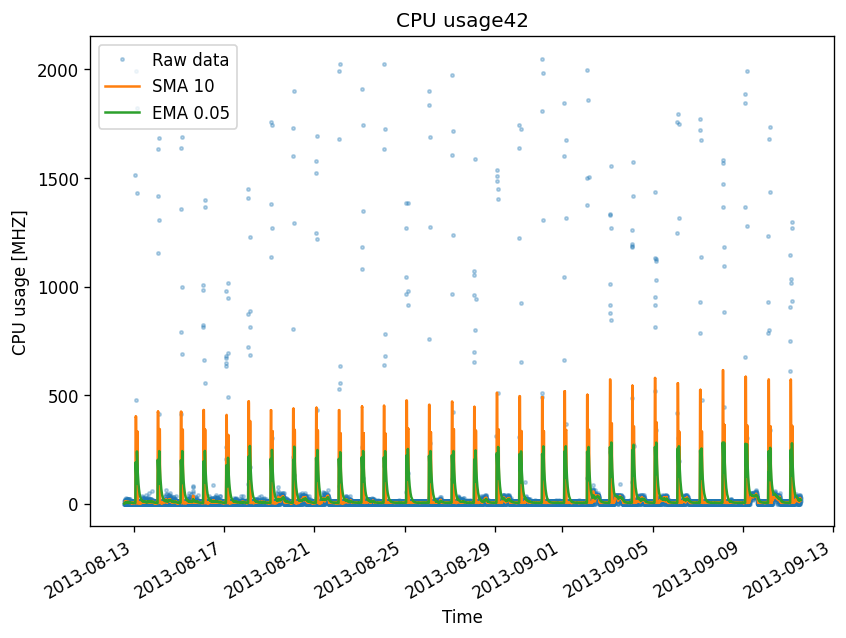 CPU usage42
Raw data
SMA 10
EMA 0.05
CPU usage [MHZ]
2000
1500
1000
500
0
2013-08-13
2013-08-17
2013-08-21
2013-08-25
2013-08-29
2013-09-01
2013-09-05
2013-09-09
2013-09-13
Time